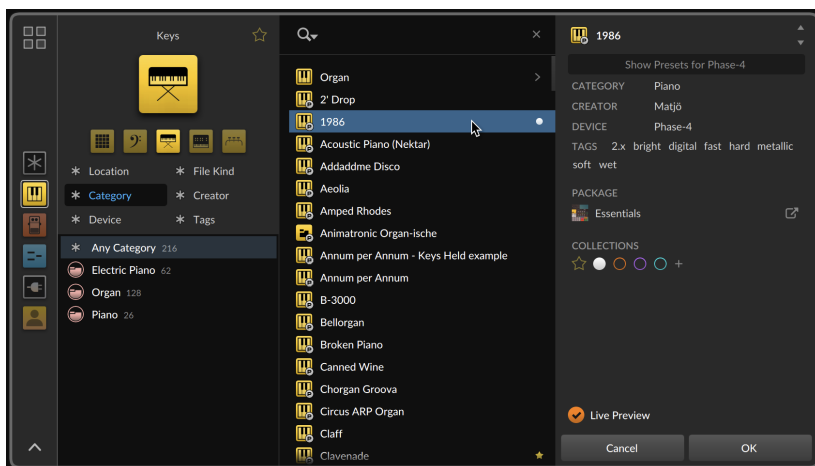 Keys
Location
File Kind
Category
Creator
Device
Tags
Any Category 216
Electric Piano 62
Organ 128
Piano 26
Organ
2' Drop
1986
Acoustic Piano (Nektar)
Addaddme Disco
Aeolia
Amped Rhodes
Animatronic Organ-ische
Annum per Annum - Keys Held example
Annum per Annum
B-3000
Bellorgan
Broken Piano
Canned Wine
Chorgan Groova
Circus ARP Organ
Claff
Clavenade
1986
Show Presets for Phase-4
CATEGORY Piano
CREATOR Matjö
DEVICE Phase-4
TAGS 2.x bright digital fast hard metallic
soft wet
PACKAGE
Essentials
COLLECTIONS
Live Preview
Cancel
OK